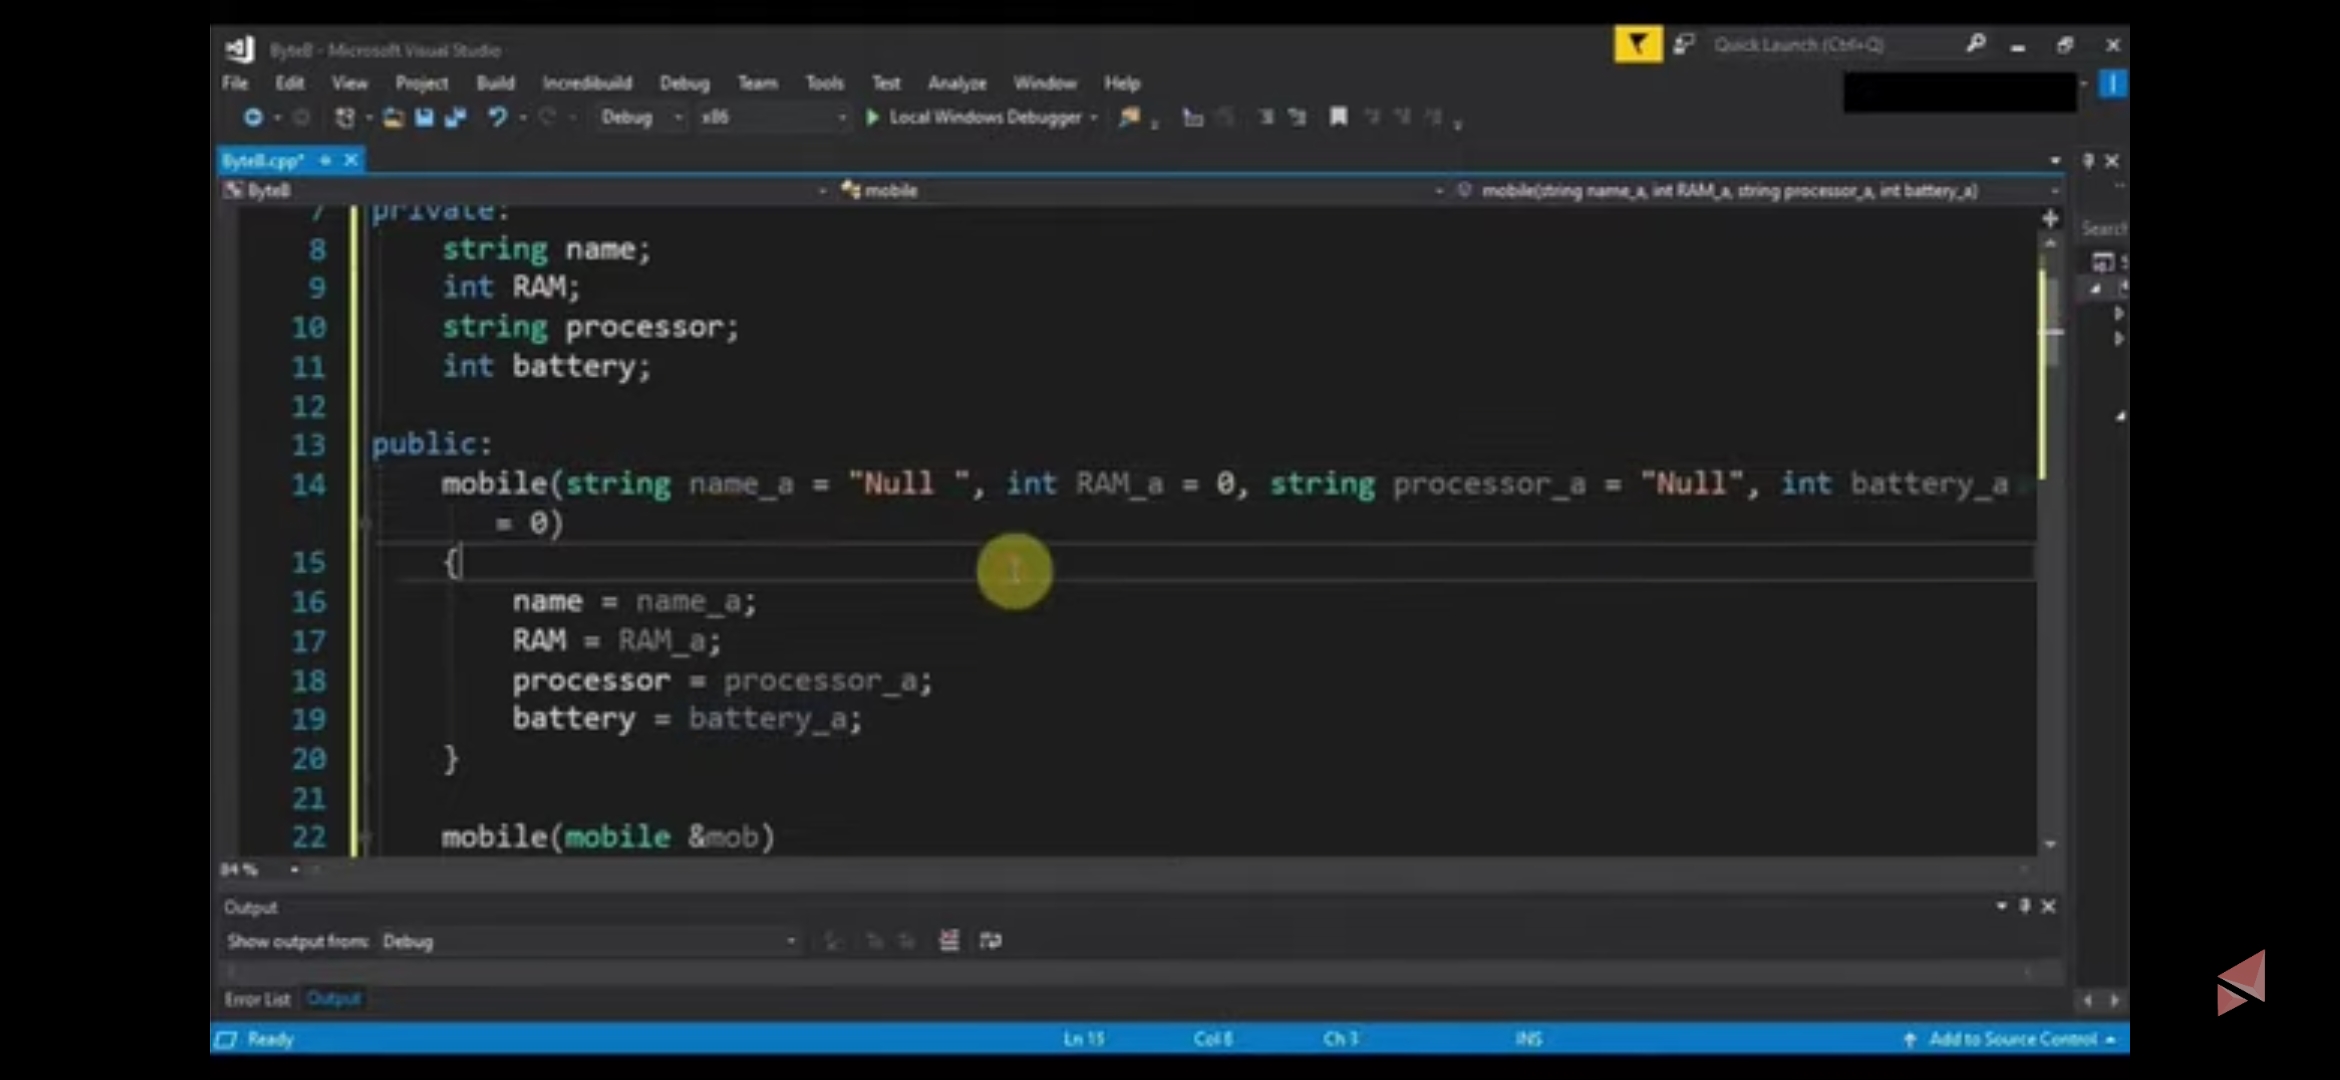 ByteB - Microsoft Visual Studio
Quick Launch (Ctrl+Q)
File Edit View Project Build Incredibuild Debug Team Tools Test Analyze Window Help
Debug x86 Local Windows Debugger
ByteB.cpp*
ByteB mobile mobile(string name_a, int RAM_a, string processor_a, int battery_a)
7 private:
Search
8 string name;
9 int RAM;
10 string processor;
11 int battery;
12
13 public:
14 mobile(string name_a = "Null ", int RAM_a = 0, string processor_a = "Null", int battery_a
= 0)
15 {
16 name = name_a;
17 RAM = RAM_a;
18 processor = processor_a;
19 battery = battery_a;
20 }
21
22 mobile(mobile &mob)
84 %
Output
Show output from: Debug
Error List Output
Ready Ln 15 Col 6 Ch 3 INS Add to Source Control